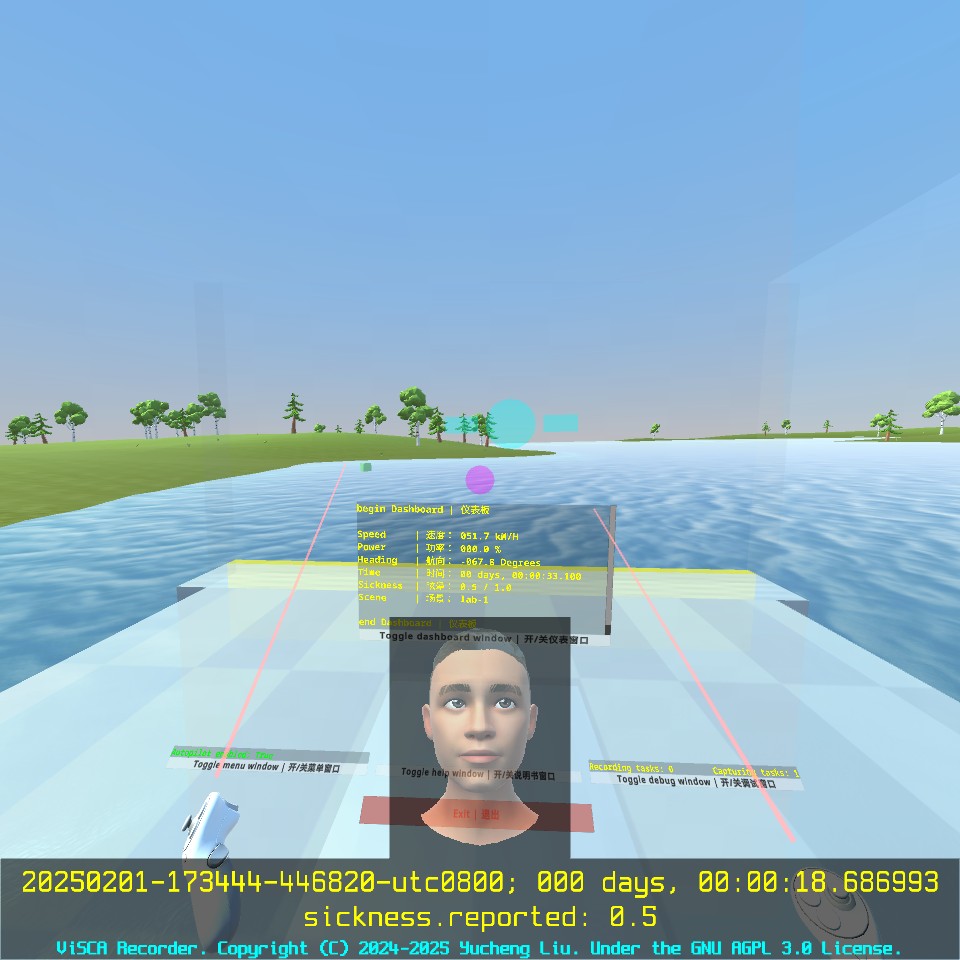 begin Dashboard | 仪表板
Speed | 速度: 051.7 kW/H
Power | 功率: 000.0 %
Heading | 航向: -067.6 Degrees
Time | 时间: 00 days, 00:00:33.100
Sickness | 0.5 / 1.0
Scene | 场景: lab-1
end Dashboard | 仪表板
Toggle dashboard window | 开/关仪表窗口
Autopilot True
Toggle menu window | 开/关菜单窗口
Toggle help window | 开/关说明书窗口
Recording tasks: 0 Capturing tasks: 1
Toggle debug window | 开/关调试窗口
Exit | 退出
20250201-173444-446820-utc0800; 000 days, 00:00:18.686993
sickness.reported: 0.5
ViSCA Recorder. Copyright (C) 2024-2025 Yucheng Liu. Under the GNU AGPL 3.0 License.